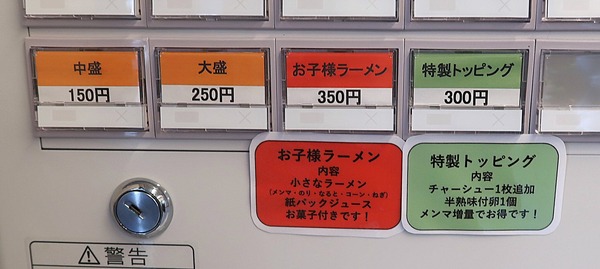 中盛
150円
大盛
250円
お子様ラーメン
350円
特製トッピング
300円
お子様ラーメン
内容
小さなラーメン
(メンマ・のり・なると・コーン・ねぎ)
紙パックジュース
お菓子付きです!
特製トッピング
内容
チャーシュー1枚追加
半熟味付卵1個
メンマ増量でお得です!
警告